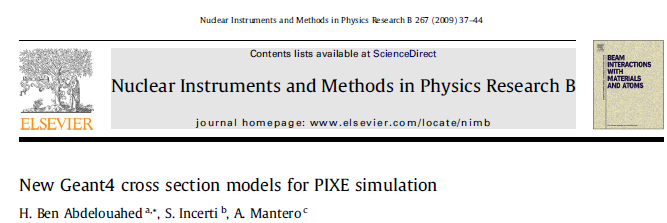 Nuclear Instruments and Methods in Physics Research B 267 (2009) 37–44
Contents lists available at ScienceDirect
Nuclear Instruments and Methods in Physics Research B
journal homepage: www.elsevier.com/locate/nimb
ELSEVIER
BEAM
INTERACTIONS
WITH
MATERIALS
AND ATOMS
New Geant4 cross section models for PIXE simulation
H. Ben Abdelouahed a,*, S. Incerti b, A. Mantero c